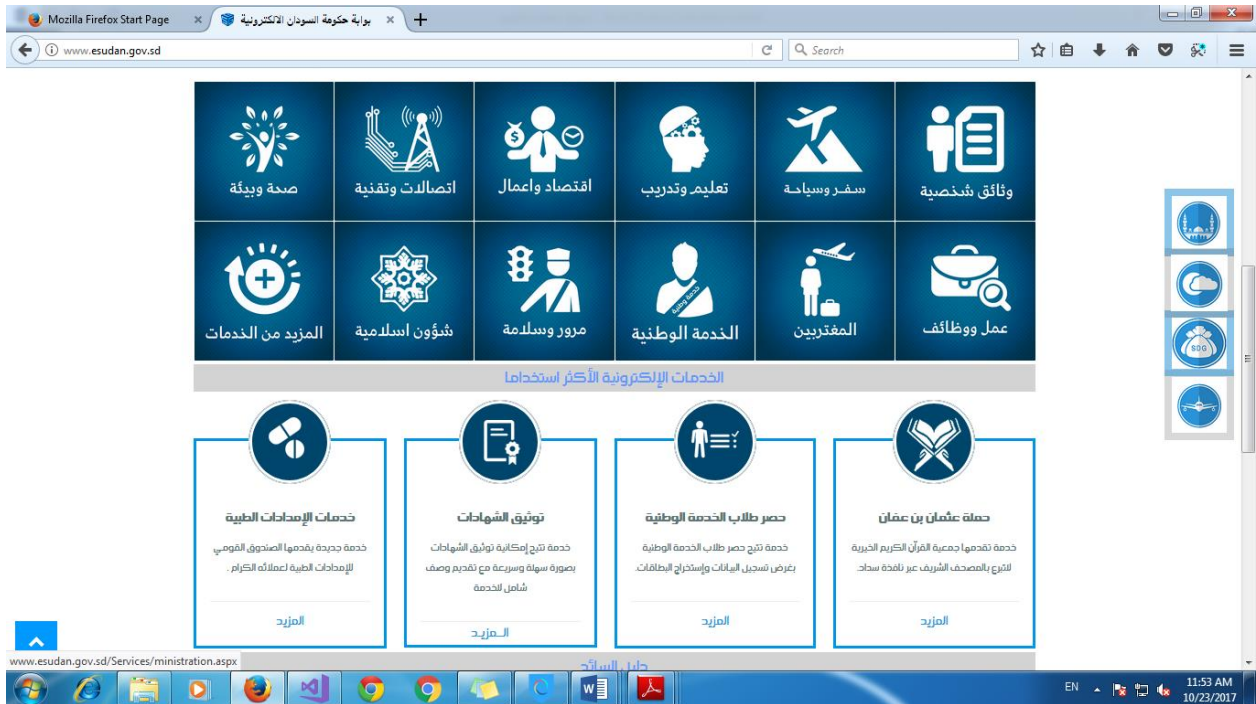 Mozilla Firefox Start Page
بوابة حكومة السودان الالكترونية
www.esudan.gov.sd
Search
وثائق شخصية
سفر وسياحة
تعليم وتدريب
اقتصاد واعمال
اتصالات وتقنية
صحة وبيئة
عمل ووظائف
المغتربين
خدمة وطنية
الخدمة الوطنية
مرور وسلامة
شؤون اسلامية
المزيد من الخدمات
SDG
الخدمات الإلكترونية الأكثر استخداما
حملة عثمان بن عفان
خدمة تقدمها جمعية القرآن الكريم الخيرية
للتبرع بالمصحف الشريف عبر نافذة سداد.
المزيد
حصر طلاب الخدمة الوطنية
خدمة تتيح حصر طلاب الخدمة الوطنية
بغرض تسجيل البيانات وإستخراج البطاقات.
المزيد
توثيق الشهادات
خدمة تتيح إمكانية توثيق الشهادات
بصورة سهلة وسريعة مع تقديم وصف
شامل للخدمة
الــمزيـد
خدمات الإمدادات الطبية
خدمة جديدة يقدمها الصندوق القومي
للإمدادات الطبية لعملائه الكرام .
المزيد
دليل السائح
www.esudan.gov.sd/Services/ministration.aspx
EN
11:53 AM
10/23/2017